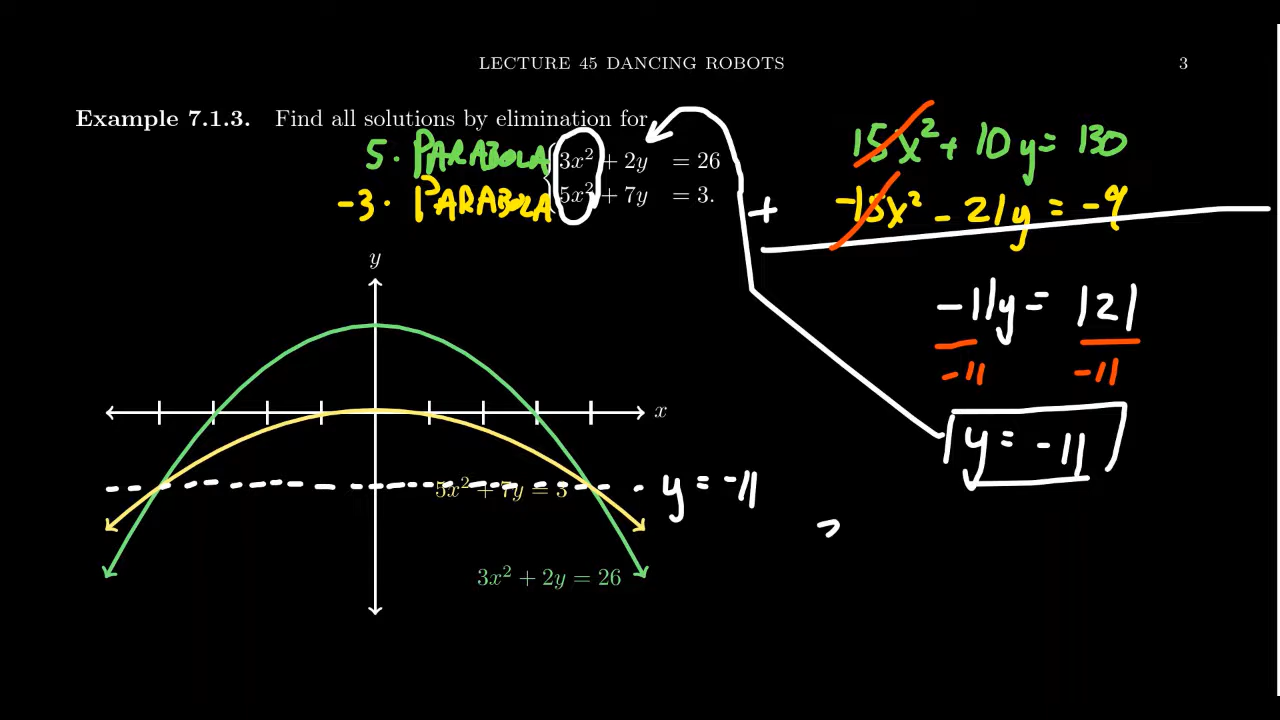 LECTURE 45 DANCING ROBOTS 3
Example 7.1.3. Find all solutions by elimination for
5 · PARABOLA 3x² + 2y = 26
-3 · PARABOLA 5x² + 7y = 3.
15x² + 10y = 130
+ -15x² - 21y = -9
-11y = 121
-11 -11
y = -11
y
x
5x² + 7y = 3
y = -11
3x² + 2y = 26